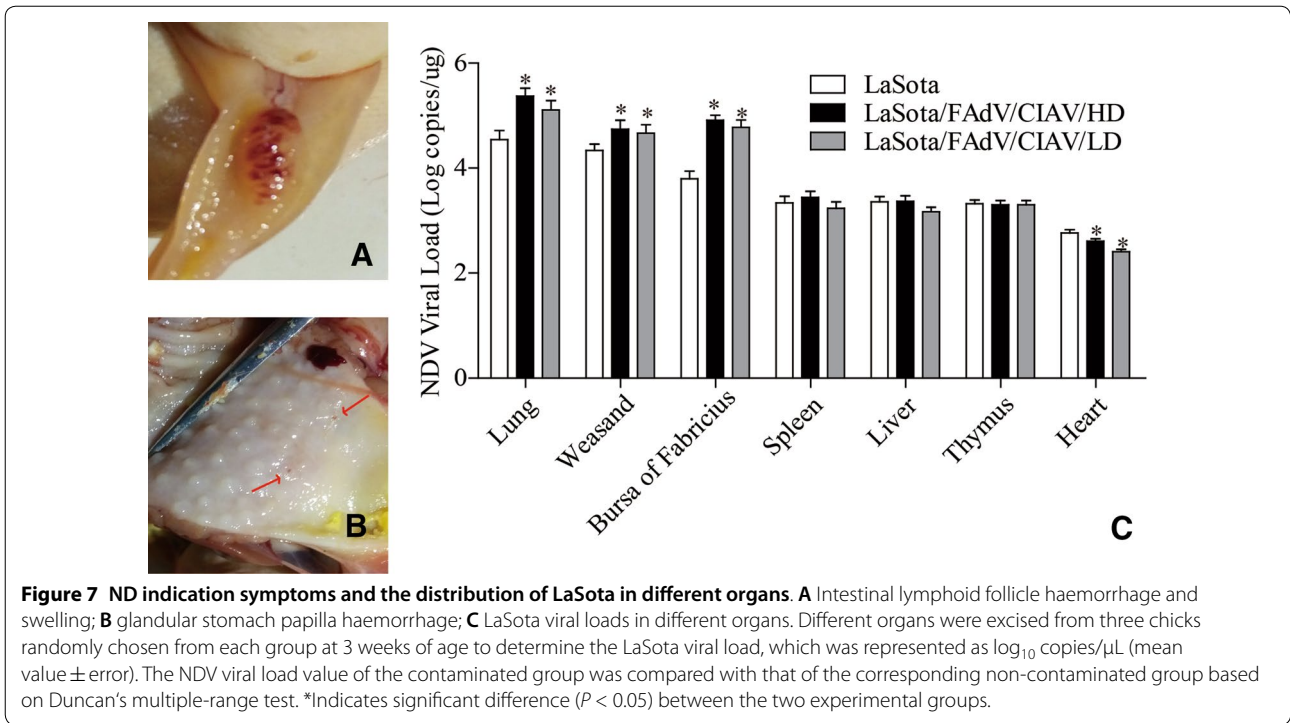 A
B
NDV Viral Load (Log copies/ug)
6
4
2
0
* *
* *
* *
* *
LaSota
LaSota/FAdV/CIAV/HD
LaSota/FAdV/CIAV/LD
Lung
Weasand
Bursa of Fabricius
Spleen
Liver
Thymus
Heart
C
Figure 7 ND indication symptoms and the distribution of LaSota in different organs. A Intestinal lymphoid follicle haemorrhage and
swelling; B glandular stomach papilla haemorrhage; C LaSota viral loads in different organs. Different organs were excised from three chicks
randomly chosen from each group at 3 weeks of age to determine the LaSota viral load, which was represented as log₁₀ copies/μL (mean
value ± error). The NDV viral load value of the contaminated group was compared with that of the corresponding non-contaminated group based
on Duncan‘s multiple-range test. *Indicates significant difference (P < 0.05) between the two experimental groups.